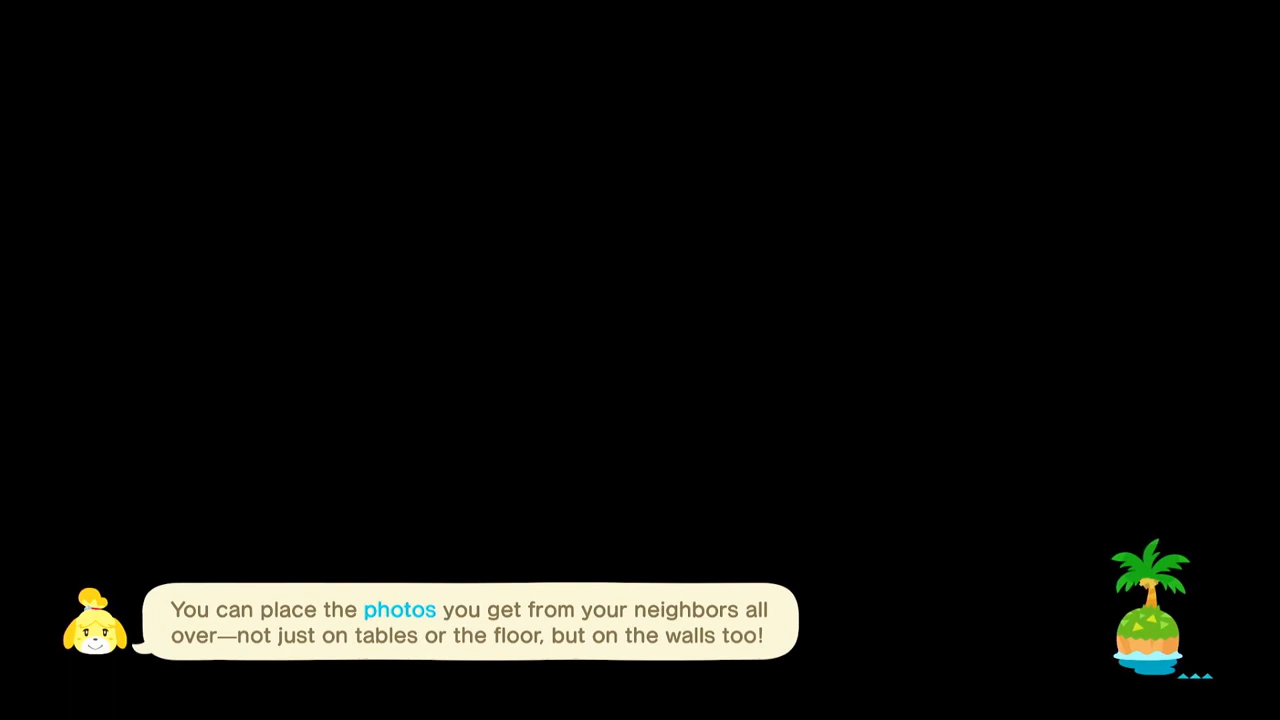 You can place the photos you get from your neighbors all
over—not just on tables or the floor, but on the walls too!